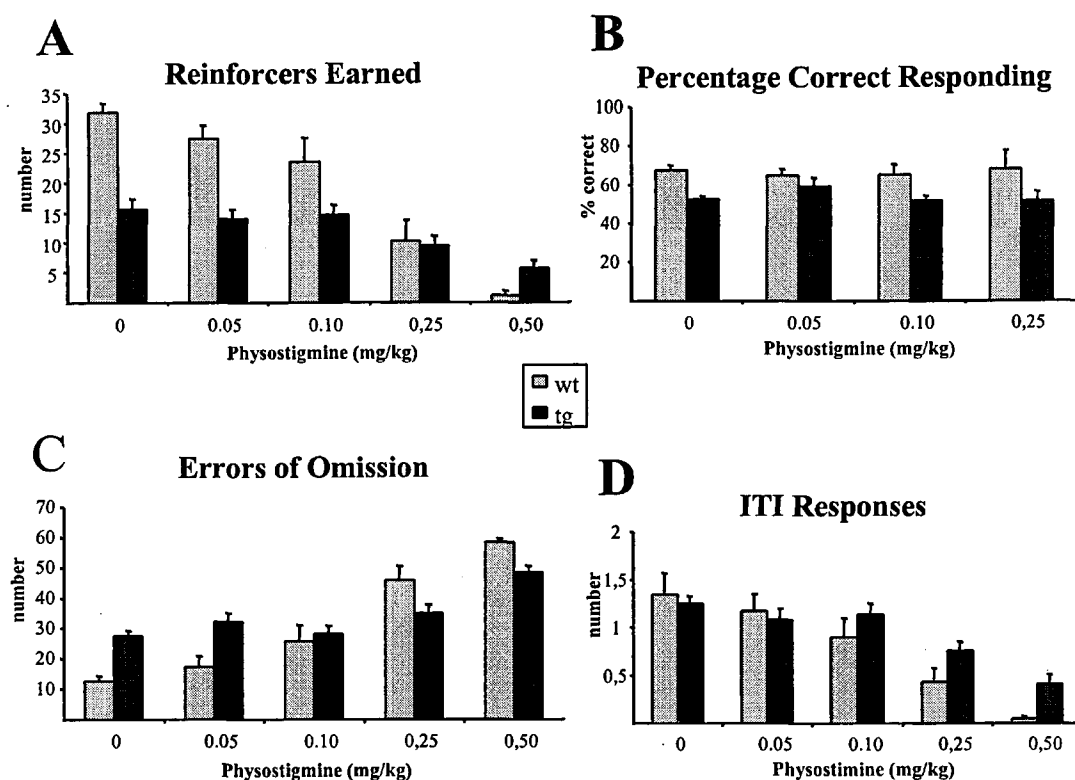 A
Reinforcers Earned
35
30
25
20
15
10
5
number
0 0.05 0.10 0,25 0,50
Physostigmine (mg/kg)
B
Percentage Correct Responding
100
80
60
40
20
% correct
0 0.05 0.10 0,25
Physostigmine (mg/kg)
wt
tg
C
Errors of Omission
70
60
50
40
30
20
10
number
0 0.05 0.10 0,25 0,50
Physostigmine (mg/kg)
D
ITI Responses
2
1,5
1
0,5
number
0 0.05 0.10 0,25 0,50
Physostimine (mg/kg)